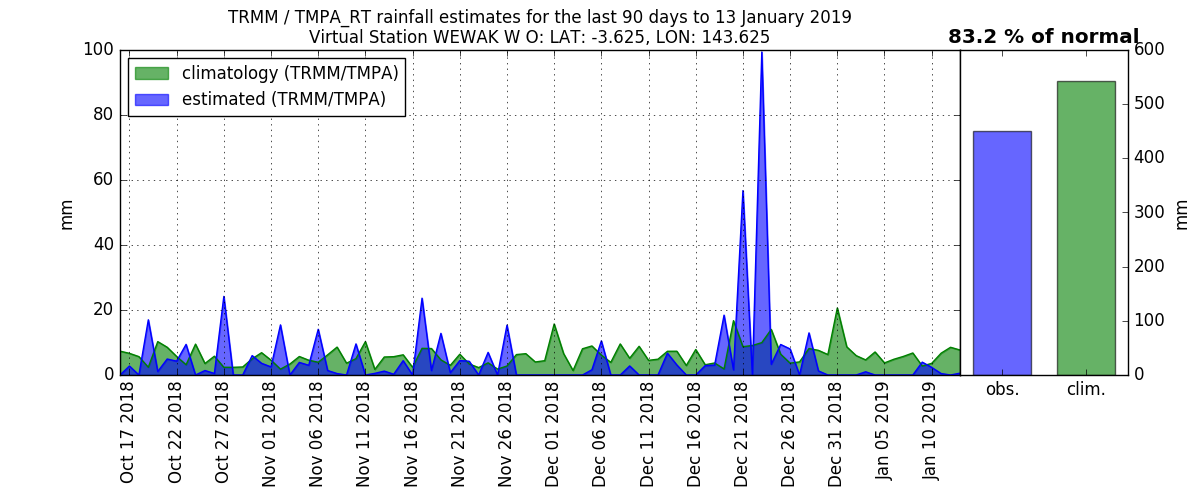 TRMM / TMPA_RT rainfall estimates for the last 90 days to 13 January 2019
Virtual Station WEWAK W O: LAT: -3.625, LON: 143.625
83.2 % of normal
climatology (TRMM/TMPA)
estimated (TRMM/TMPA)
100
80
60
40
20
0
mm
Oct 17 2018
Oct 22 2018
Oct 27 2018
Nov 01 2018
Nov 06 2018
Nov 11 2018
Nov 16 2018
Nov 21 2018
Nov 26 2018
Dec 01 2018
Dec 06 2018
Dec 11 2018
Dec 16 2018
Dec 21 2018
Dec 26 2018
Dec 31 2018
Jan 05 2019
Jan 10 2019
600
500
400
300
200
100
0
mm
obs.
clim.